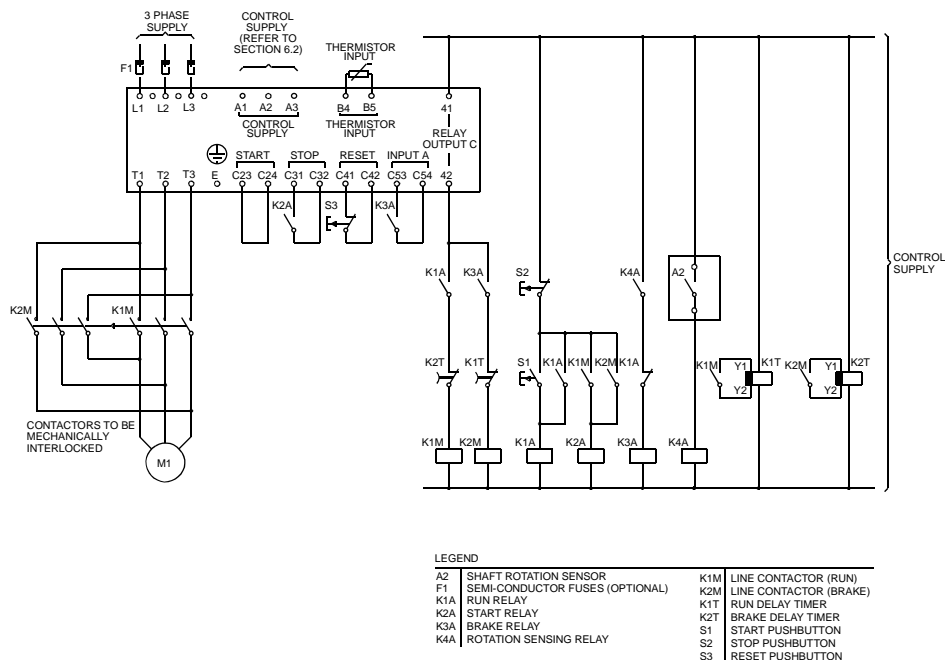 3 PHASE
SUPPLY
CONTROL
SUPPLY
(REFER TO
SECTION 6.2)
THERMISTOR
INPUT
F1
L1 L2 L3 A1 A2 A3 B4 B5 41
CONTROL
SUPPLY
THERMISTOR
INPUT
RELAY
OUTPUT C
START STOP RESET INPUT A
T1 T2 T3 E C23 C24 C31 C32 C41 C42 C53 C54 42
K2A S3 K3A
CONTROL
SUPPLY
K1A K3A S2 K4A A2
K2M K1M
K2T K1T S1 K1A K1M K2M K1A K1M Y1 K1T K2M Y1 K2T
Y2 Y2
CONTACTORS TO BE
MECHANICALLY
INTERLOCKED
M1
K1M K2M K1A K2A K3A K4A
LEGEND
A2 SHAFT ROTATION SENSOR
F1 SEMI-CONDUCTOR FUSES (OPTIONAL)
K1A RUN RELAY
K2A START RELAY
K3A BRAKE RELAY
K4A ROTATION SENSING RELAY
K1M LINE CONTACTOR (RUN)
K2M LINE CONTACTOR (BRAKE)
K1T RUN DELAY TIMER
K2T BRAKE DELAY TIMER
S1 START PUSHBUTTON
S2 STOP PUSHBUTTON
S3 RESET PUSHBUTTON